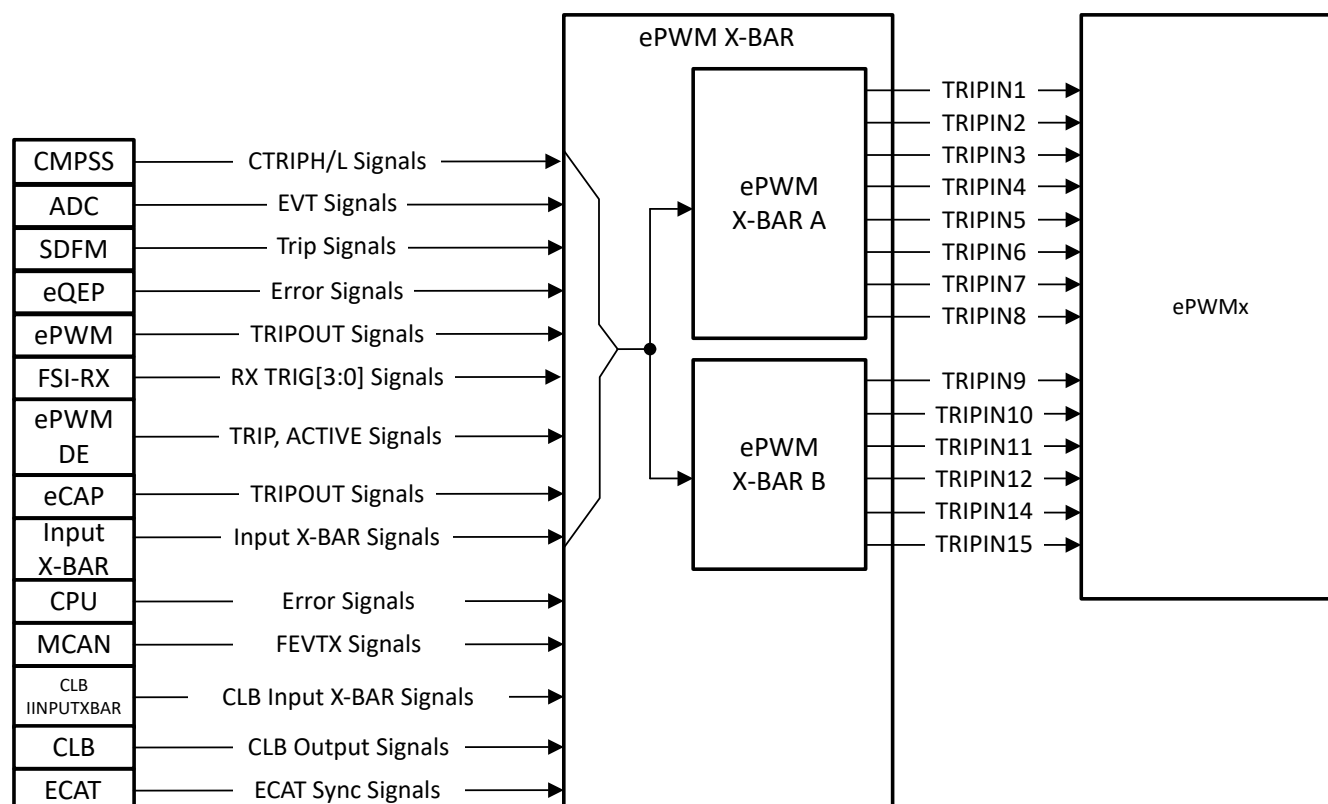 ePWM X-BAR
CMPSS
CTRIPH/L Signals
ADC
EVT Signals
SDFM
Trip Signals
eQEP
Error Signals
ePWM
TRIPOUT Signals
FSI-RX
RX TRIG[3:0] Signals
ePWM
DE
TRIP, ACTIVE Signals
eCAP
TRIPOUT Signals
Input
X-BAR
Input X-BAR Signals
CPU
Error Signals
MCAN
FEVTX Signals
CLB
IINPUTXBAR
CLB Input X-BAR Signals
CLB
CLB Output Signals
ECAT
ECAT Sync Signals
ePWM
X-BAR A
ePWM
X-BAR B
TRIPIN1
TRIPIN2
TRIPIN3
TRIPIN4
TRIPIN5
TRIPIN6
TRIPIN7
TRIPIN8
TRIPIN9
TRIPIN10
TRIPIN11
TRIPIN12
TRIPIN14
TRIPIN15
ePWMx